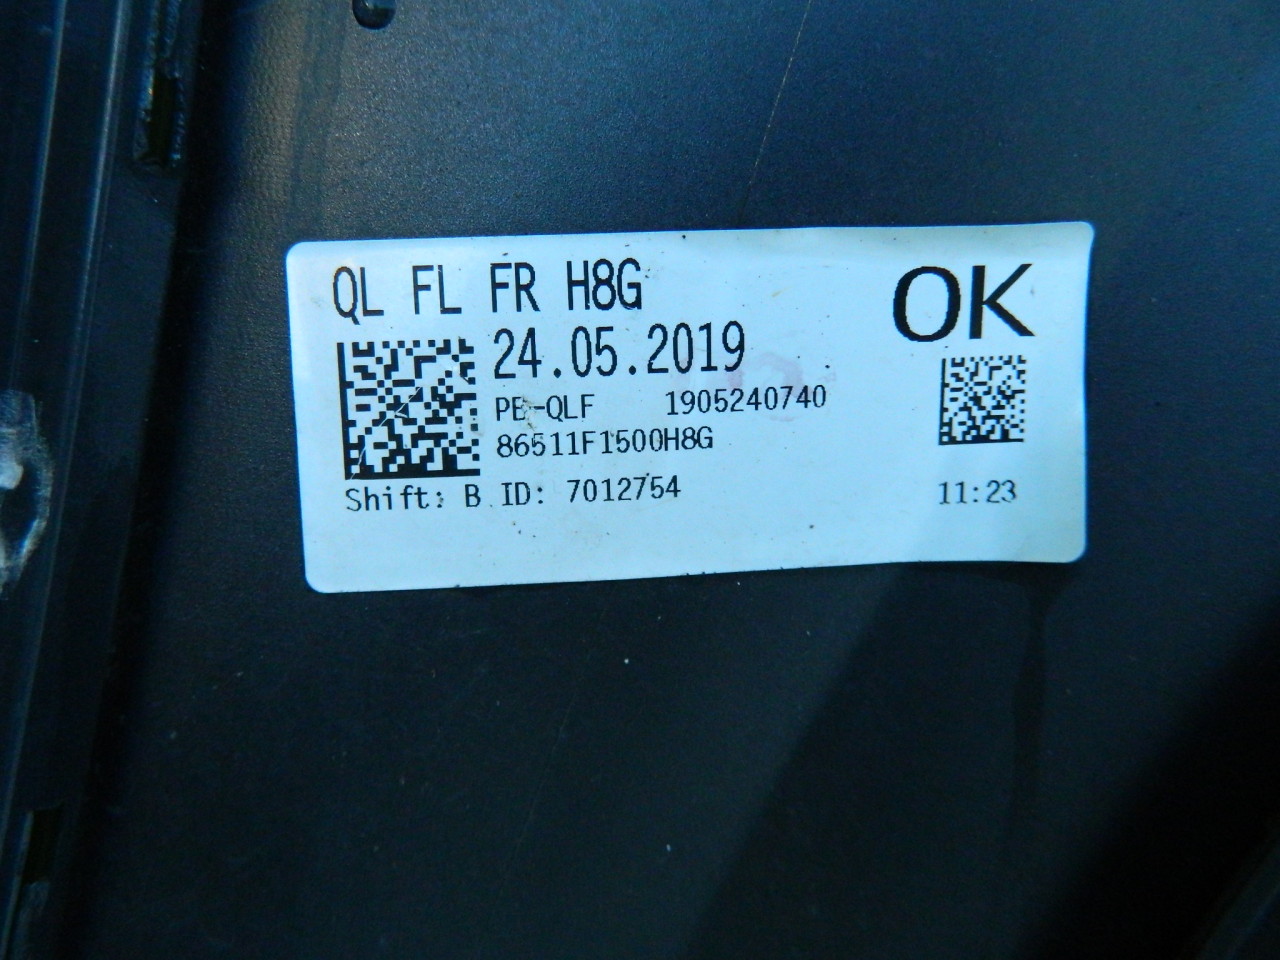 QL FL FR H8G
OK
24.05.2019
PE-QLF 1905240740
86511F1500H8G
Shift: B ID: 7012754
11:23